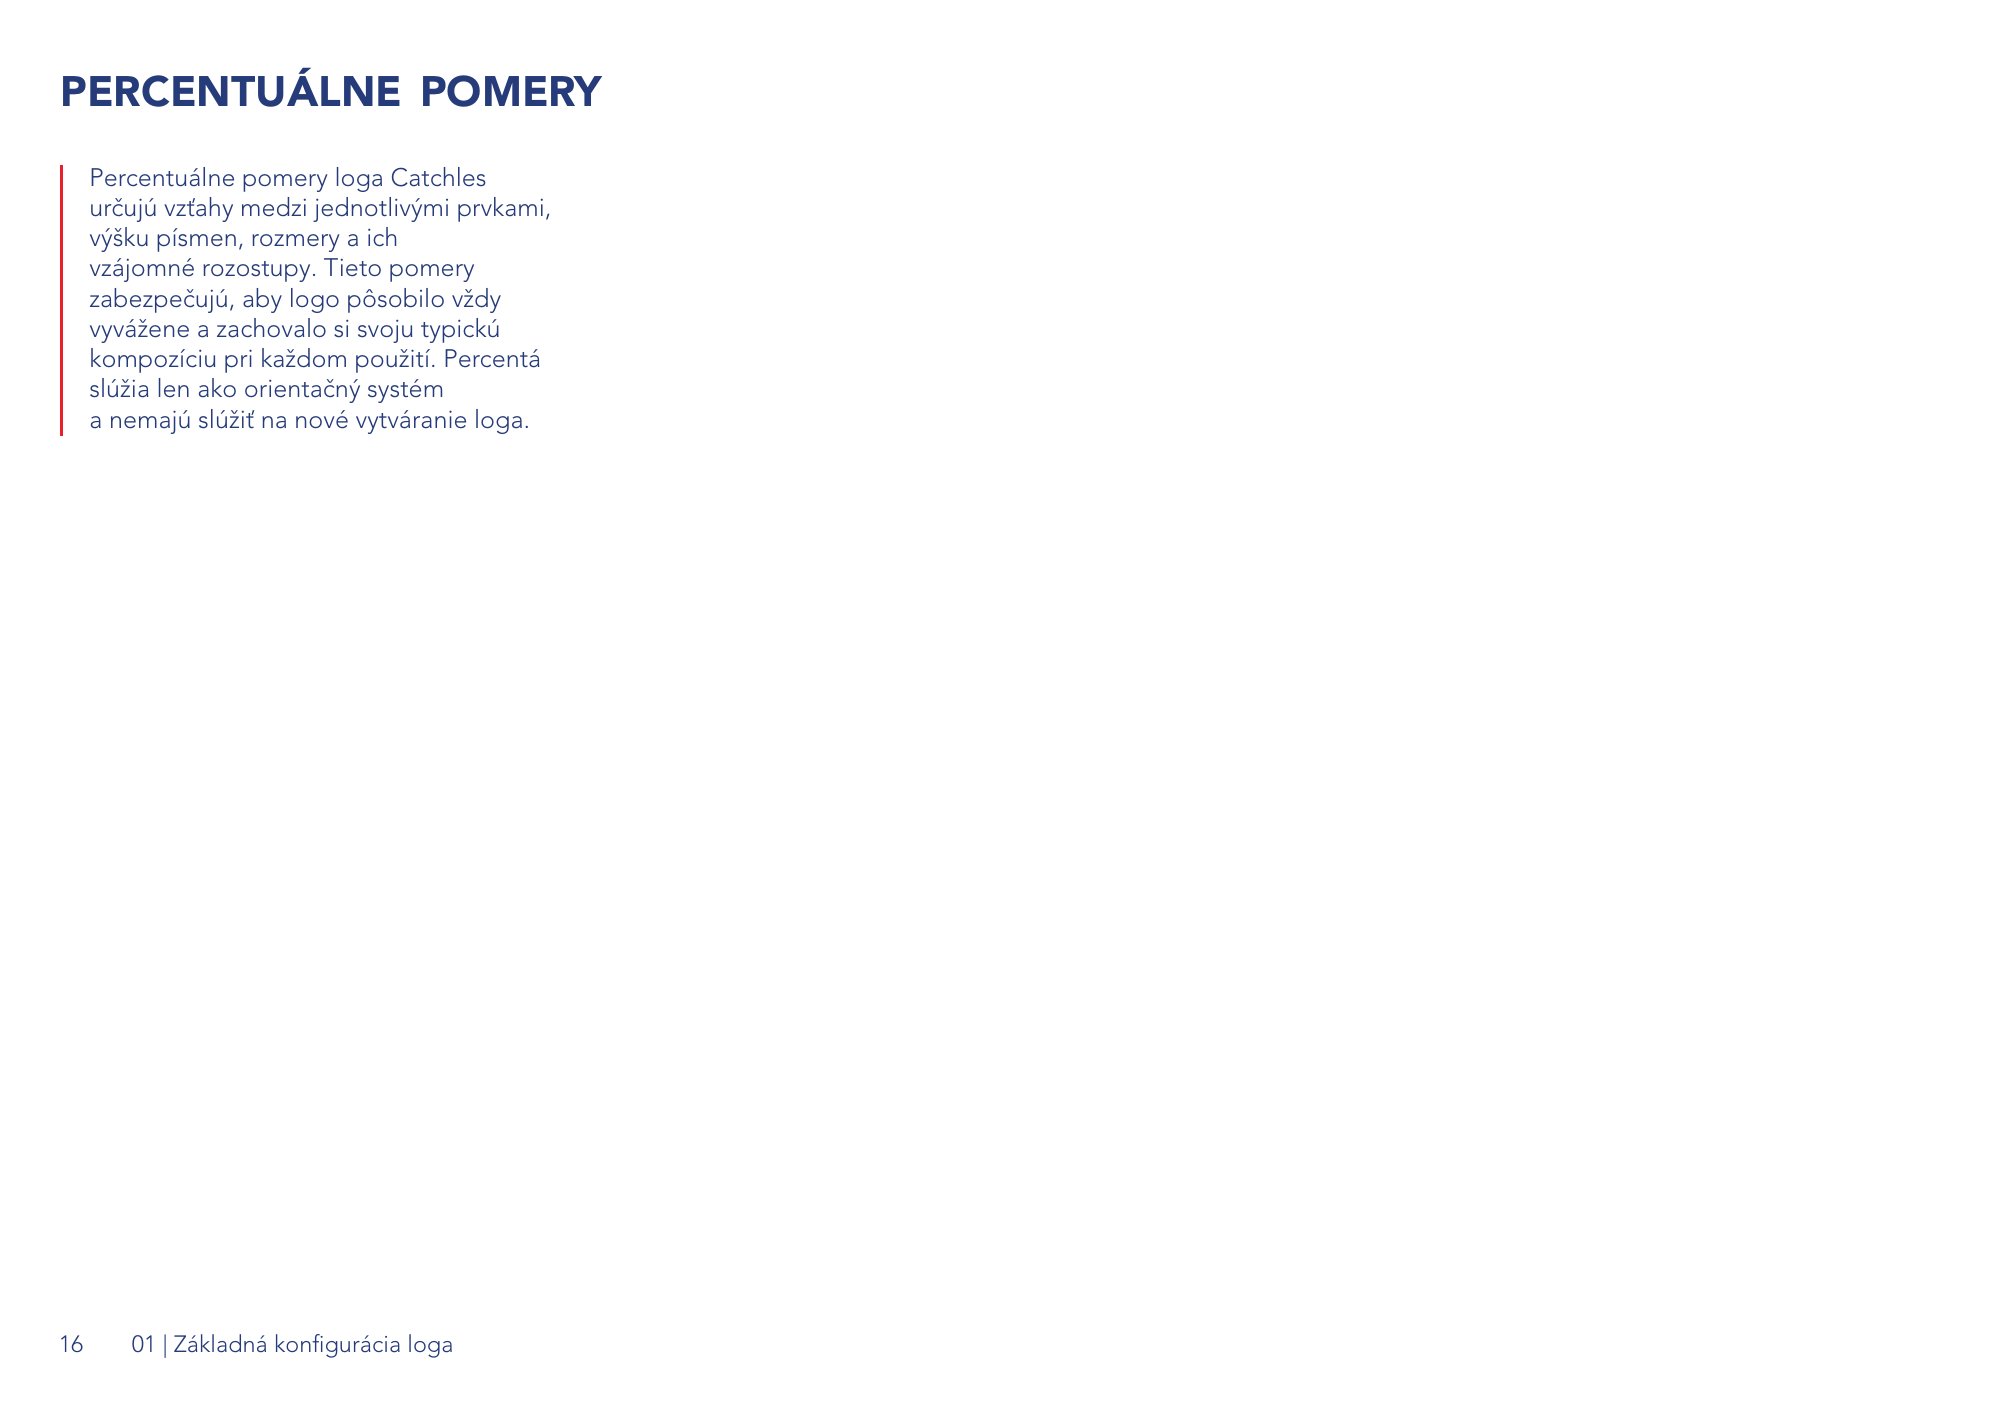 PERCENTUÁLNE POMERY
Percentuálne pomery loga Catchles
určujú vzťahy medzi jednotlivými prvkami,
výšku písmen, rozmery a ich
vzájomné rozostupy. Tieto pomery
zabezpečujú, aby logo pôsobilo vždy
vyvážene a zachovalo si svoju typickú
kompozíciu pri každom použití. Percentá
slúžia len ako orientačný systém
a nemajú slúžiť na nové vytváranie loga.
16 01 | Základná konfigurácia loga